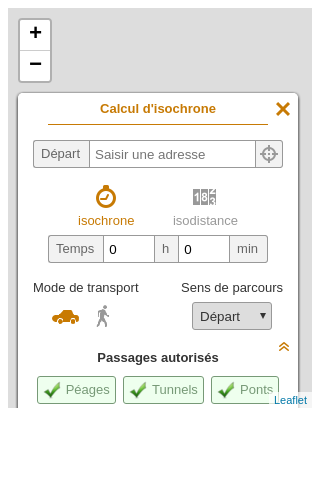 +
−
Calcul d'isochrone
Départ Saisir une adresse
isochrone isodistance
Temps 0 h 0 min
Mode de transport Sens de parcours
Départ
Passages autorisés
Péages Tunnels Ponts
Leaflet